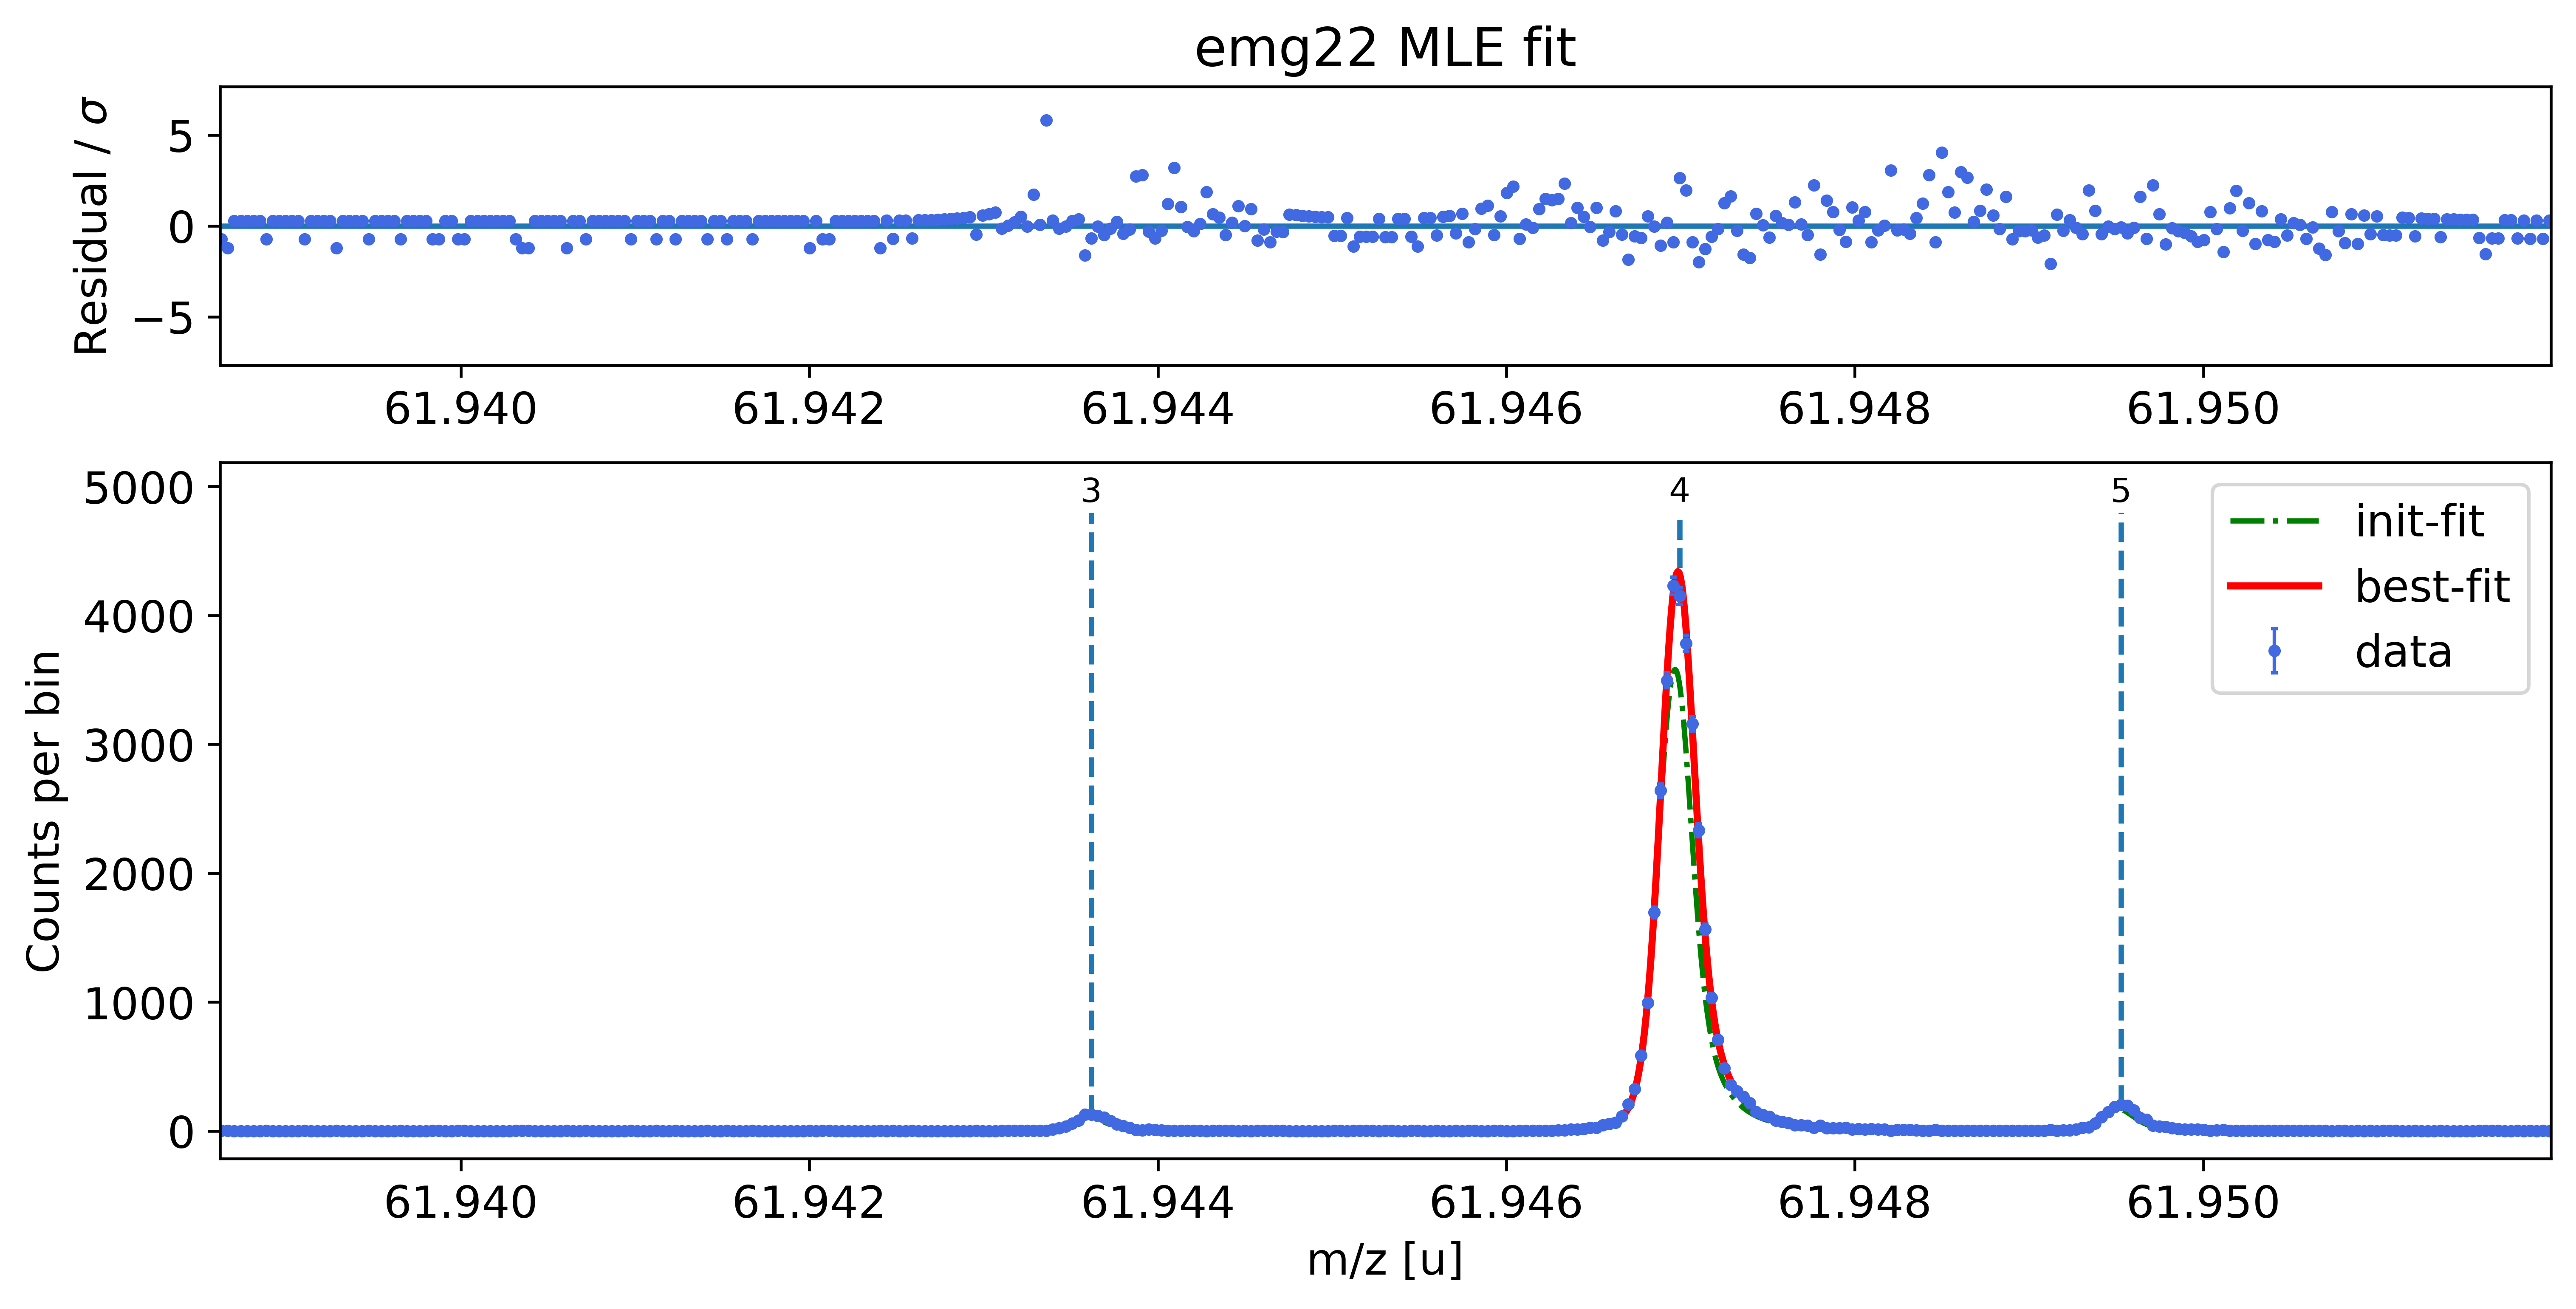 emg22 MLE fit
Residual / σ
5
0
−5
61.940 61.942 61.944 61.946 61.948 61.950
Counts per bin
5000
4000
3000
2000
1000
0
3 4 5
init-fit
best-fit
data
61.940 61.942 61.944 61.946 61.948 61.950
m/z [u]